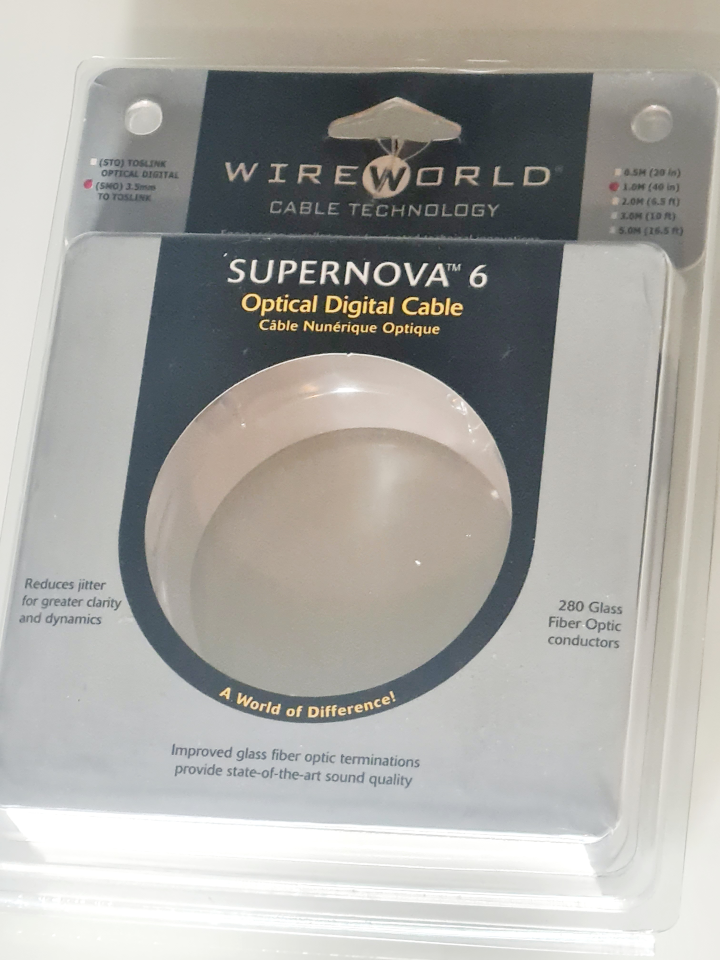 (STO) TOSLINK
OPTICAL DIGITAL
(SMO) 3.5mm
TO TOSLINK
WIREWORLD
CABLE TECHNOLOGY
0.5M (20 in)
1.0M (40 in)
2.0M (6.5 ft)
3.0M (10 ft)
5.0M (16.5 ft)
SUPERNOVA™ 6
Optical Digital Cable
Câble Nunérique Optique
Reduces jitter
for greater clarity
and dynamics
280 Glass
Fiber Optic
conductors
A World of Difference!
Improved glass fiber optic terminations
provide state-of-the-art sound quality